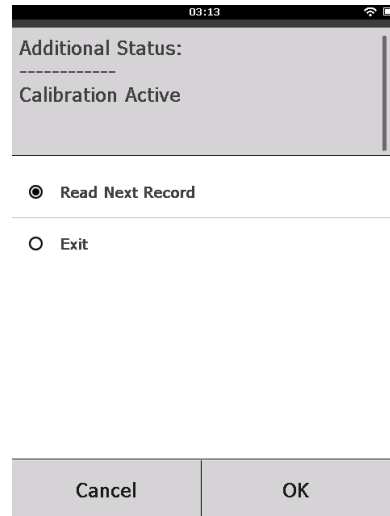 03:13
Additional Status:
------------
Calibration Active
Read Next Record
Exit
Cancel
OK